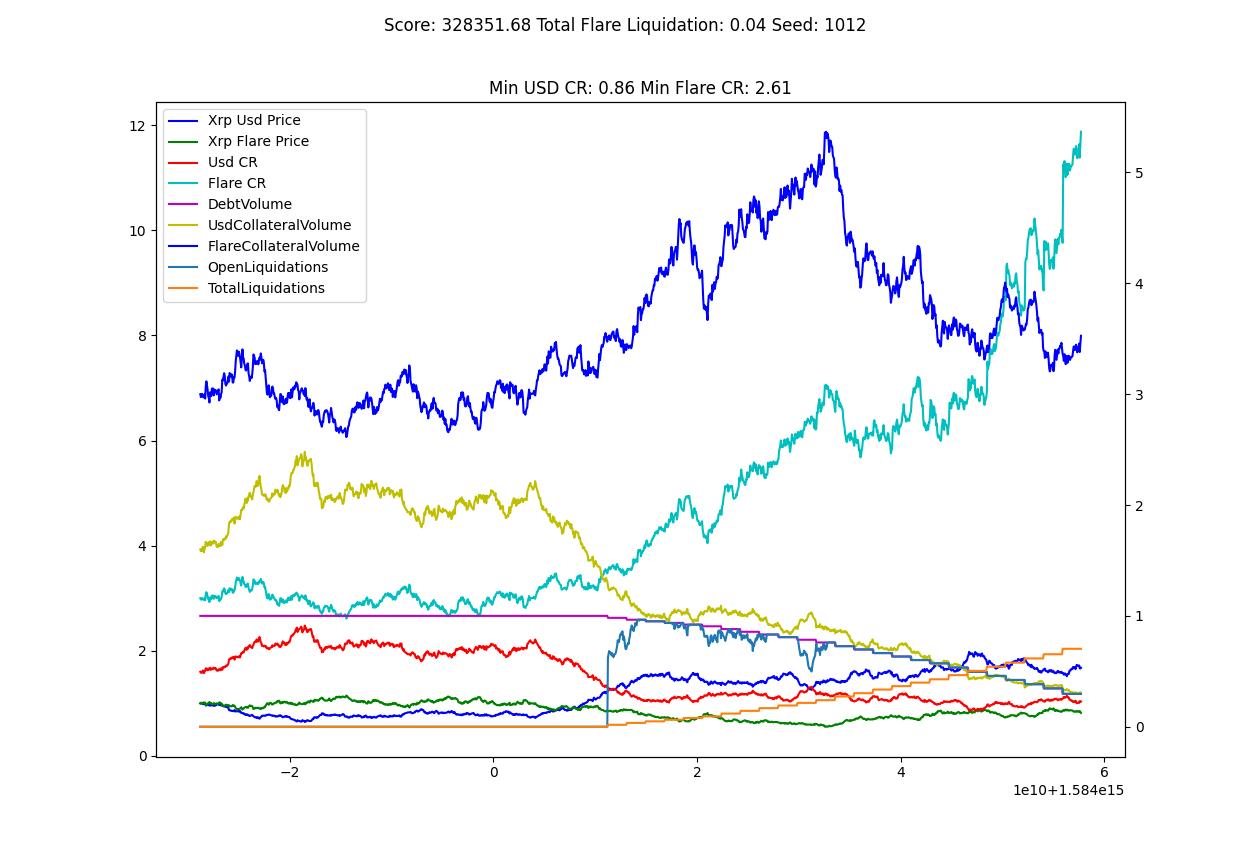 Score: 328351.68 Total Flare Liquidation: 0.04 Seed: 1012
Min USD CR: 0.86 Min Flare CR: 2.61
Xrp Usd Price
Xrp Flare Price
Usd CR
Flare CR
DebtVolume
UsdCollateralVolume
FlareCollateralVolume
OpenLiquidations
TotalLiquidations
12
10
8
6
4
2
0
5
4
3
2
1
0
−2
0
2
4
6
1e10+1.584e15